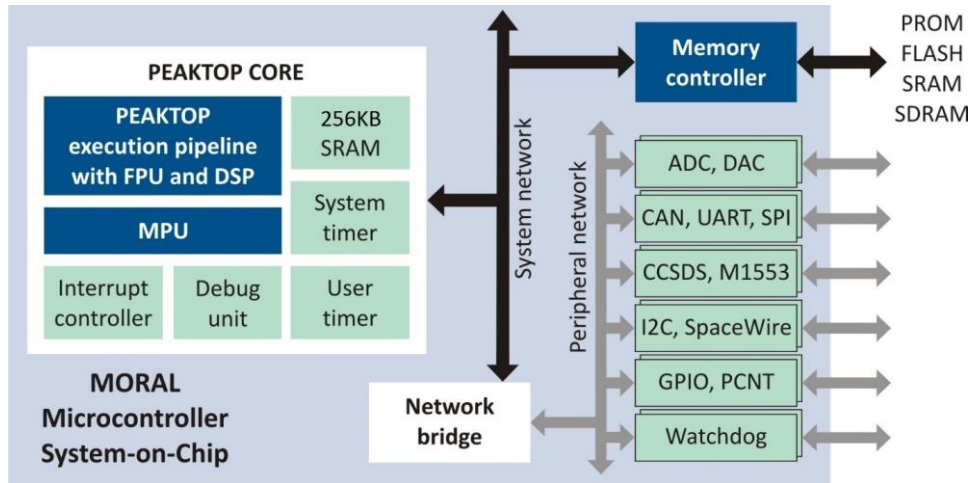 PEAKTOP CORE
PEAKTOP
execution pipeline
with FPU and DSP
256KB
SRAM
MPU
System
timer
Interrupt
controller
Debug
unit
User
timer
MORAL
Microcontroller
System-on-Chip
System network
Network
bridge
Memory
controller
PROM
FLASH
SRAM
SDRAM
Peripheral network
ADC, DAC
CAN, UART, SPI
CCSDS, M1553
I2C, SpaceWire
GPIO, PCNT
Watchdog